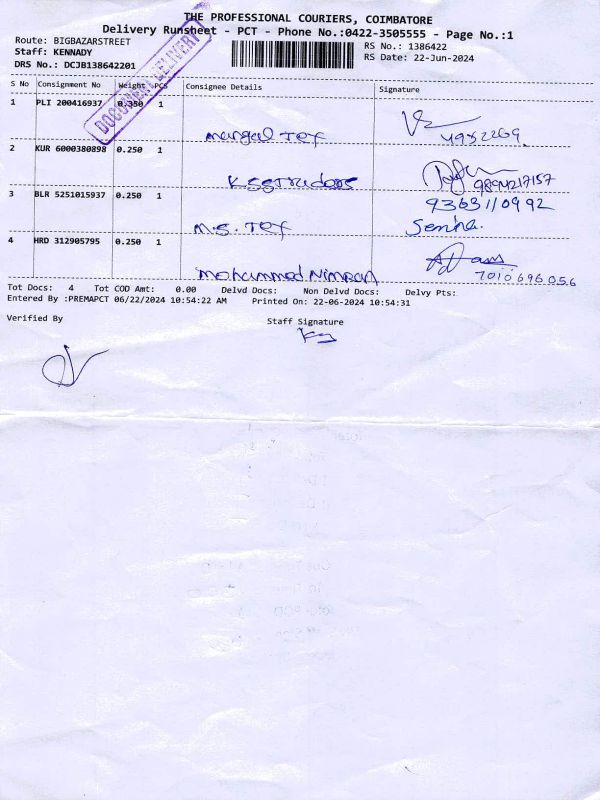 THE PROFESSIONAL COURIERS, COIMBATORE
Delivery Runsheet - PCT - Phone No.:0422-3505555 - Page No.:1
Route: BIGBAZARSTREET
Staff: KENNADY
DRS No.: DCJB138642201
RS No.: 1386422
RS Date: 22-Jun-2024
DOCUMENT DELIVERY
S No Consignment No Weight PCS Consignee Details Signature
1 PLI 200416937 0.350 1 mangal Tex
2 KUR 6000380898 0.250 1 9894217157
3 BLR 5251015937 0.250 1 M.S. Tex 9363110992
4 HRD 312905795 0.250 1 Mohammed Nimran 7010696056
Tot Docs: 4 Tot COD Amt: 0.00 Delvd Docs: Non Delvd Docs: Delvy Pts:
Entered By :PREMAPCT 06/22/2024 10:54:22 AM Printed On: 22-06-2024 10:54:31
Verified By Staff Signature